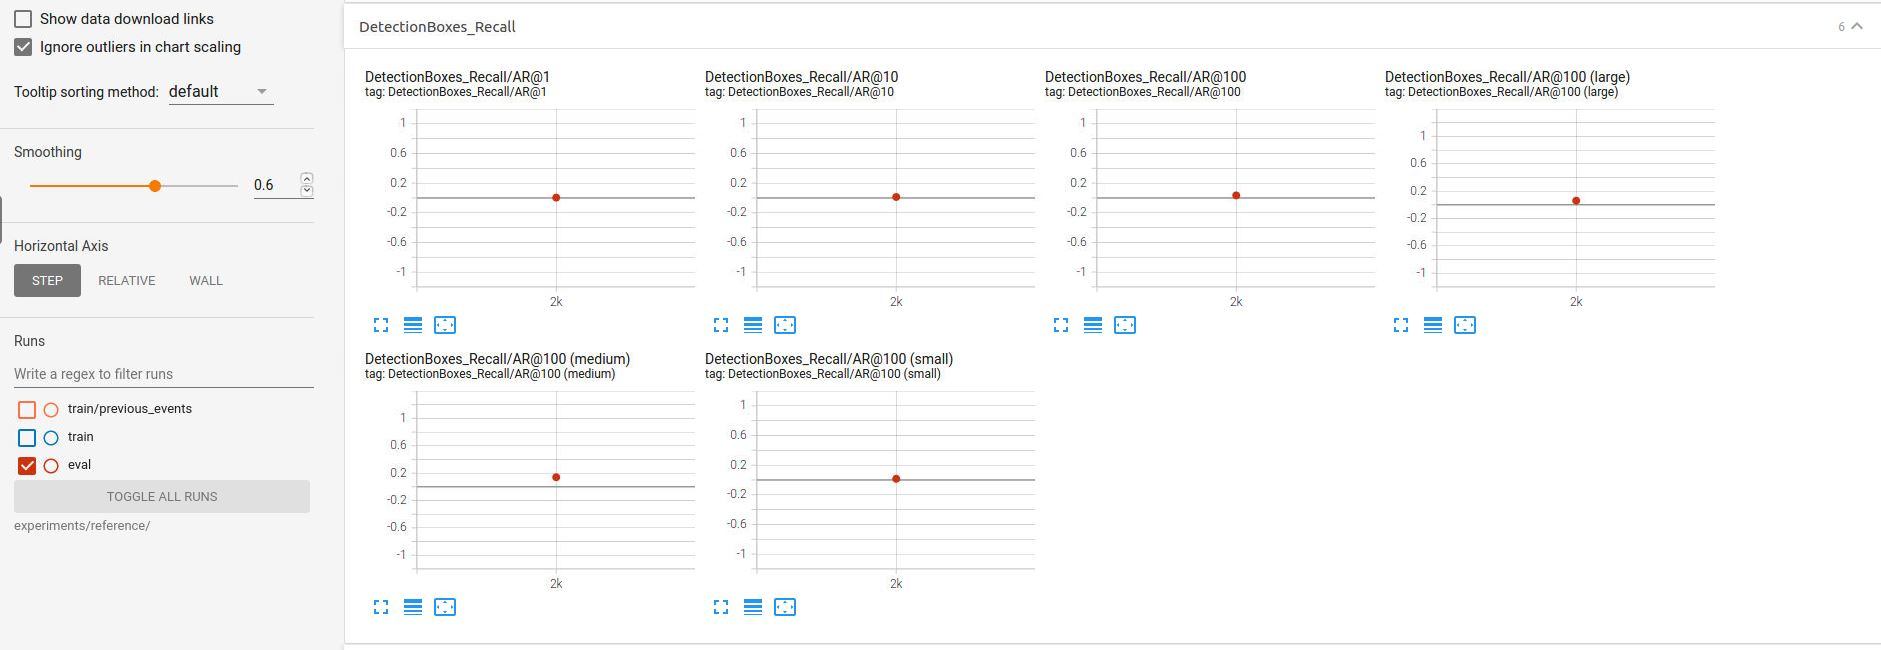 Show data download links
Ignore outliers in chart scaling
Tooltip sorting method: default
Smoothing
0.6
Horizontal Axis
STEP RELATIVE WALL
Runs
Write a regex to filter runs
train/previous_events
train
eval
TOGGLE ALL RUNS
experiments/reference/
DetectionBoxes_Recall
6
DetectionBoxes_Recall/AR@1
tag: DetectionBoxes_Recall/AR@1
1
0.6
0.2
-0.2
-0.6
-1
2k
DetectionBoxes_Recall/AR@10
tag: DetectionBoxes_Recall/AR@10
1
0.6
0.2
-0.2
-0.6
-1
2k
DetectionBoxes_Recall/AR@100
tag: DetectionBoxes_Recall/AR@100
1
0.6
0.2
-0.2
-0.6
-1
2k
DetectionBoxes_Recall/AR@100 (large)
tag: DetectionBoxes_Recall/AR@100 (large)
1
0.6
0.2
-0.2
-0.6
-1
2k
DetectionBoxes_Recall/AR@100 (medium)
tag: DetectionBoxes_Recall/AR@100 (medium)
1
0.6
0.2
-0.2
-0.6
-1
2k
DetectionBoxes_Recall/AR@100 (small)
tag: DetectionBoxes_Recall/AR@100 (small)
1
0.6
0.2
-0.2
-0.6
-1
2k